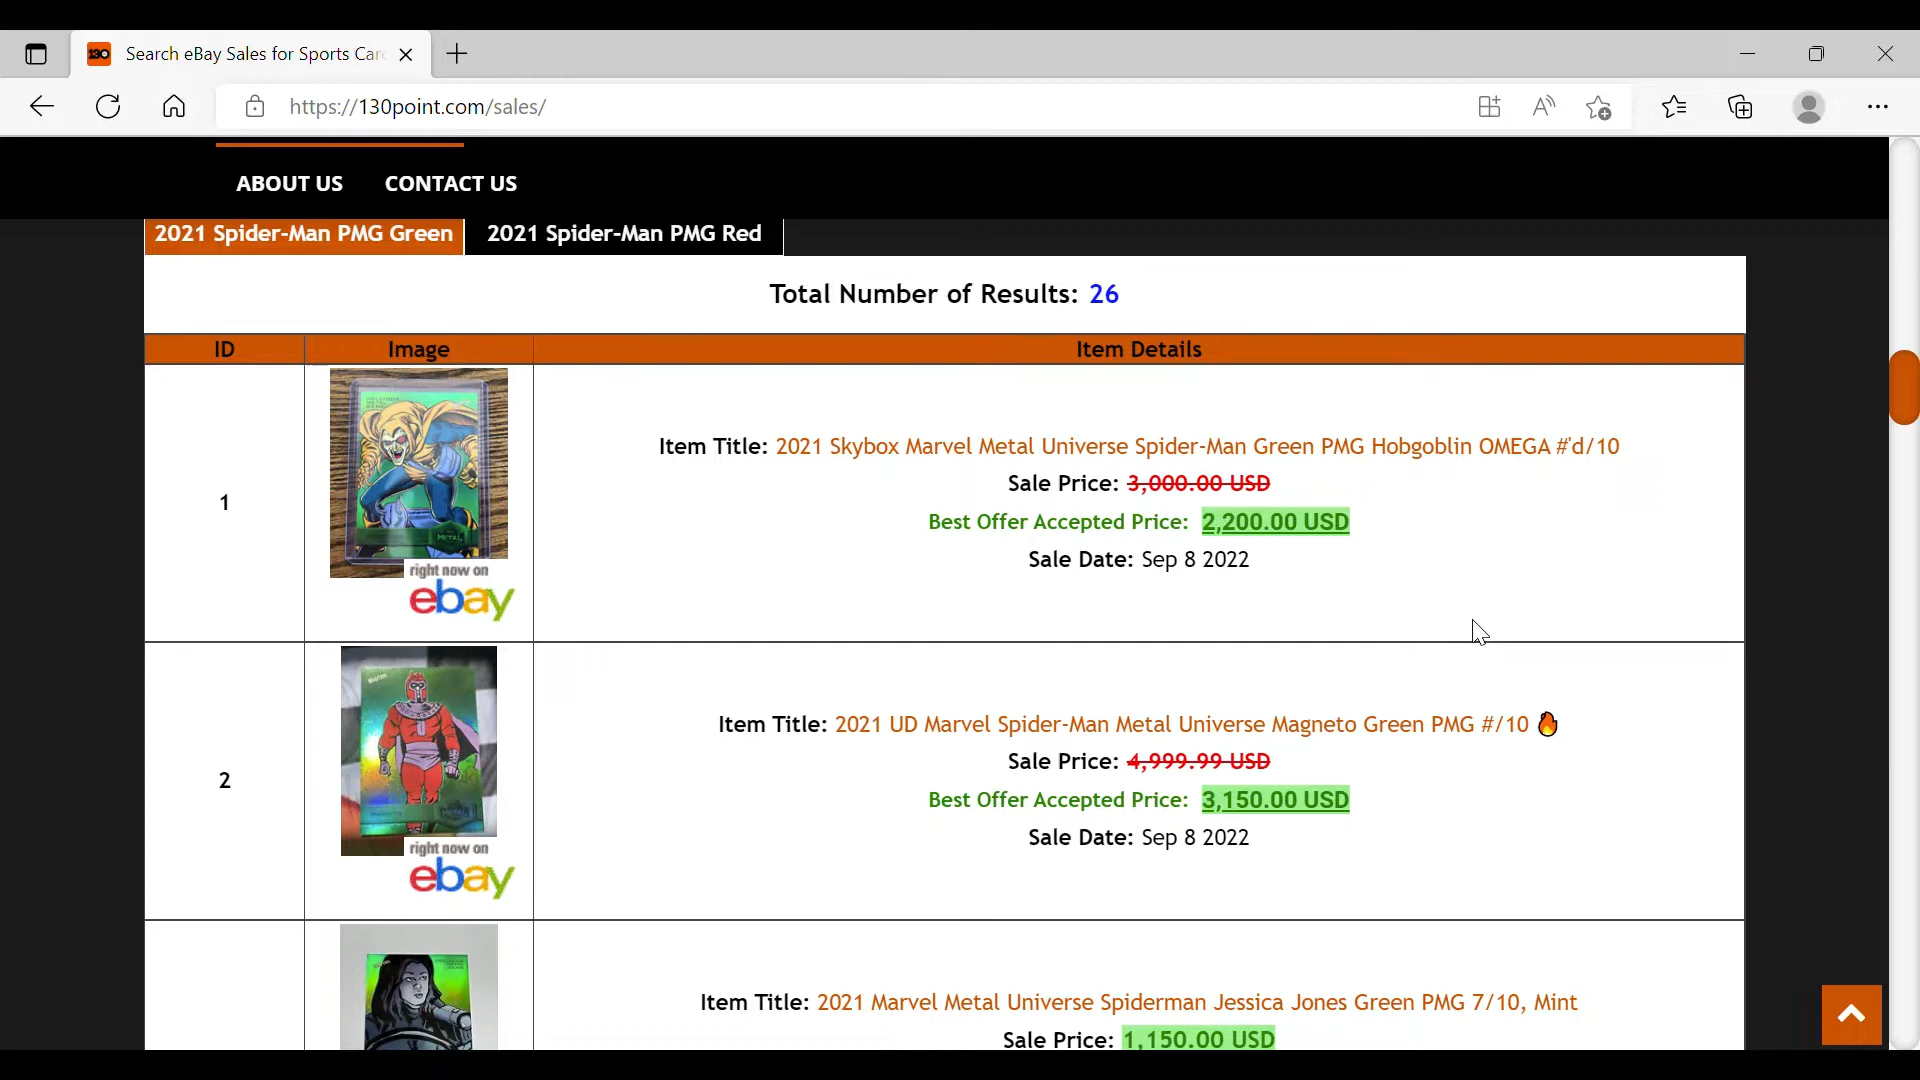 Search eBay Sales for Sports Car
https://130point.com/sales/
ABOUT US CONTACT US
2021 Spider-Man PMG Green 2021 Spider-Man PMG Red
Total Number of Results: 26
ID Image Item Details
1
Item Title: 2021 Skybox Marvel Metal Universe Spider-Man Green PMG Hobgoblin OMEGA #'d/10
Sale Price: 3,000.00 USD
Best Offer Accepted Price: 2,200.00 USD
Sale Date: Sep 8 2022
METAL
right now on
ebay
2
Item Title: 2021 UD Marvel Spider-Man Metal Universe Magneto Green PMG #/10 🔥
Sale Price: 4,999.99 USD
Best Offer Accepted Price: 3,150.00 USD
Sale Date: Sep 8 2022
right now on
ebay
Item Title: 2021 Marvel Metal Universe Spiderman Jessica Jones Green PMG 7/10, Mint
Sale Price: 1,150.00 USD